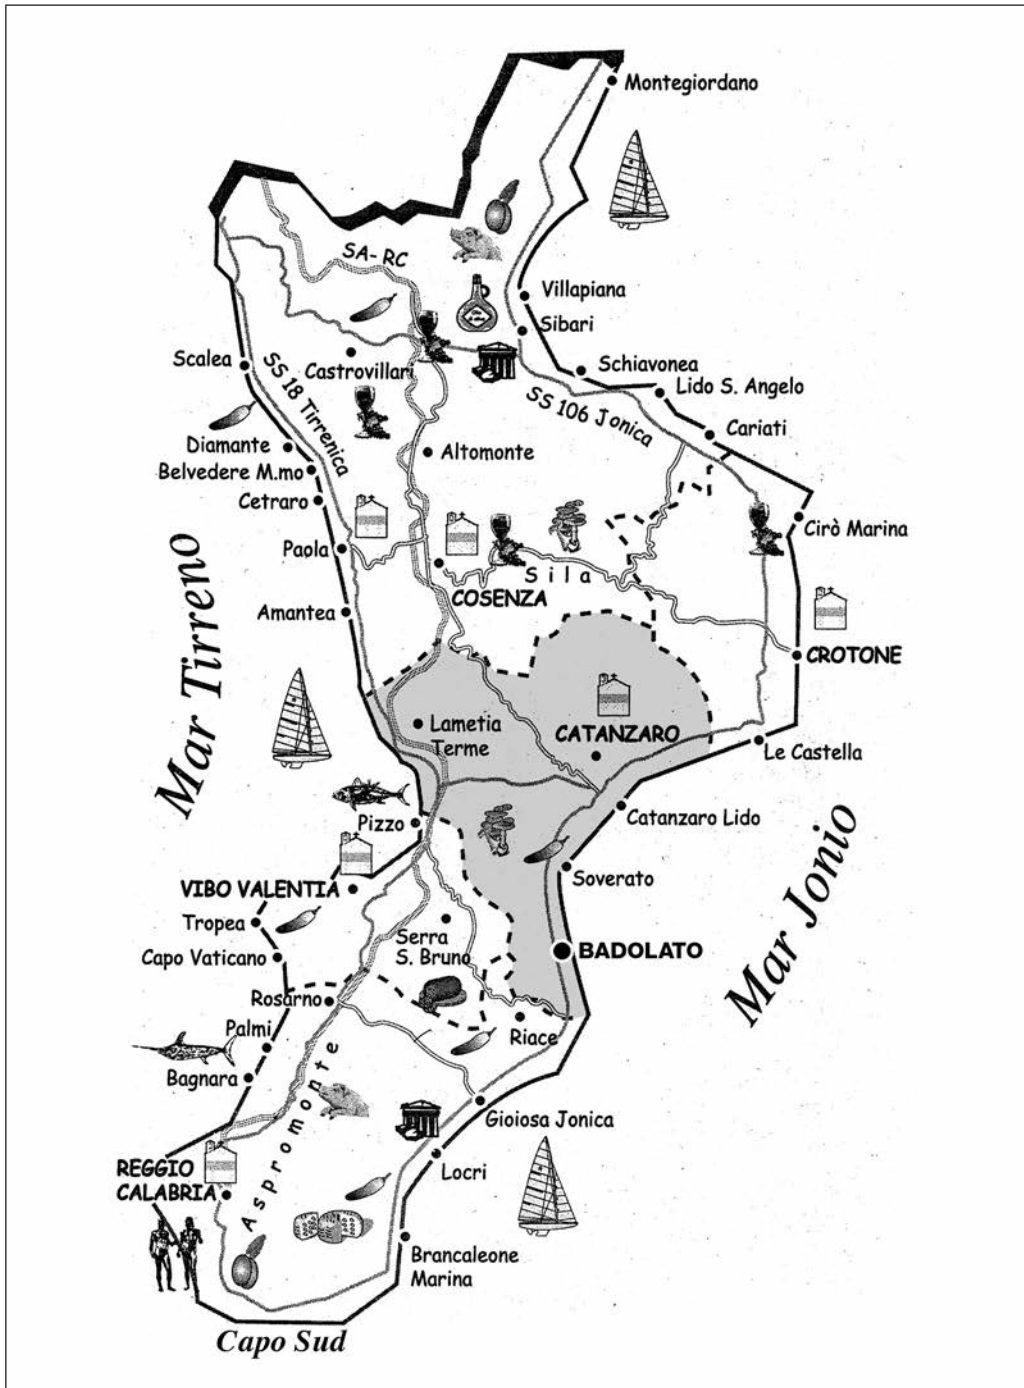 Montegiordano
SA-RC
Villapiana
Sibari
Scalea
Castrovillari
Schiavonea
Lido S. Angelo
SS 18 Tirrenica
SS 106 Jonica
Cariati
Diamante
Altomonte
Belvedere M.mo
Cetraro
Cirò Marina
Paola
Sila
COSENZA
Amantea
Mar Tirreno
CROTONE
Lametia
Terme
CATANZARO
Le Castella
Pizzo
Catanzaro Lido
Mar Jonio
VIBO VALENTIA
Soverato
Tropea
Serra
S. Bruno
BADOLATO
Capo Vaticano
Rosarno
Riace
Palmi
Bagnara
Aspromonte
Gioiosa Jonica
REGGIO
CALABRIA
Locri
Brancaleone
Marina
Capo Sud